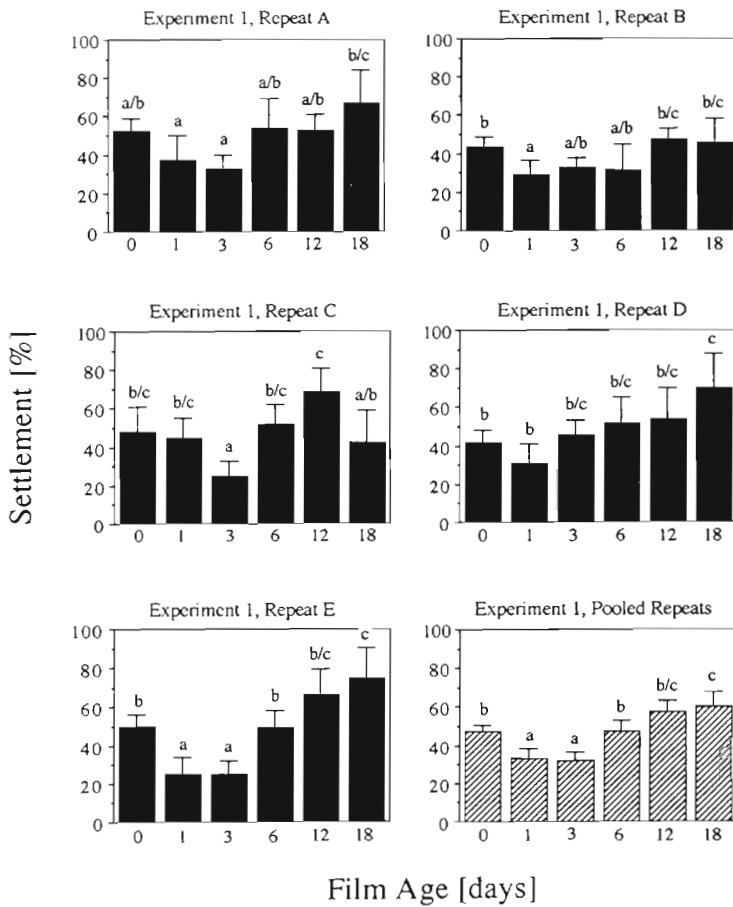 Experiment 1, Repeat A
100
80
60
40
20
0
a/b
a
a
a/b
a/b
b/c
0 1 3 6 12 18
Experiment 1, Repeat B
100
80
60
40
20
0
b
a
a/b
a/b
b/c
b/c
0 1 3 6 12 18
Experiment 1, Repeat C
100
80
60
40
20
0
b/c
b/c
a
b/c
c
a/b
0 1 3 6 12 18
Experiment 1, Repeat D
100
80
60
40
20
0
b
b
b/c
b/c
b/c
c
0 1 3 6 12 18
Experiment 1, Repeat E
100
80
60
40
20
0
b
a
a
b
b/c
c
0 1 3 6 12 18
Experiment 1, Pooled Repeats
100
80
60
40
20
0
b
a
a
b
b/c
c
0 1 3 6 12 18
Settlement [%]
Film Age [days]